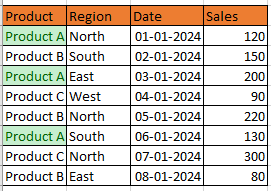 Product Region Date Sales
Product A North 01-01-2024 120
Product B South 02-01-2024 150
Product A East 03-01-2024 200
Product C West 04-01-2024 90
Product B North 05-01-2024 220
Product A South 06-01-2024 130
Product C North 07-01-2024 300
Product B East 08-01-2024 80